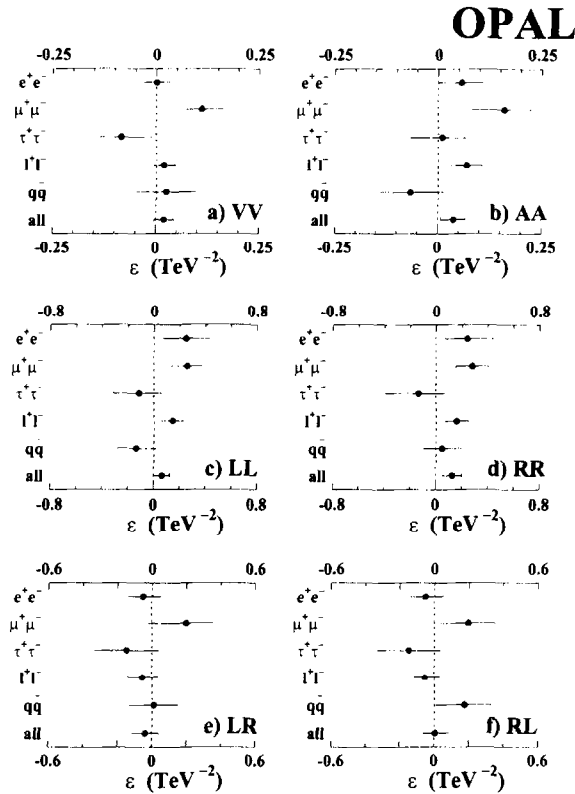 OPAL
-0.25 0 0.25
-0.25 0 0.25
e⁺e⁻
μ⁺μ⁻
τ⁺τ⁻
l⁺l⁻
qq̄
all
a) VV
-0.25 0 0.25
ε (TeV⁻²)
e⁺e⁻
μ⁺μ⁻
τ⁺τ⁻
l⁺l⁻
qq̄
all
b) AA
-0.25 0 0.25
ε (TeV⁻²)
-0.8 0 0.8
-0.8 0 0.8
e⁺e⁻
μ⁺μ⁻
τ⁺τ⁻
l⁺l⁻
qq̄
all
c) LL
-0.8 0 0.8
ε (TeV⁻²)
e⁺e⁻
μ⁺μ⁻
τ⁺τ⁻
l⁺l⁻
qq̄
all
d) RR
-0.8 0 0.8
ε (TeV⁻²)
-0.6 0 0.6
-0.6 0 0.6
e⁺e⁻
μ⁺μ⁻
τ⁺τ⁻
l⁺l⁻
qq̄
all
e) LR
-0.6 0 0.6
ε (TeV⁻²)
e⁺e⁻
μ⁺μ⁻
τ⁺τ⁻
l⁺l⁻
qq̄
all
f) RL
-0.6 0 0.6
ε (TeV⁻²)